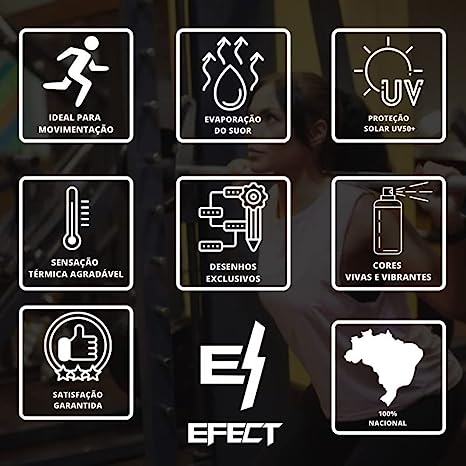 IDEAL PARA
MOVIMENTAÇÃO
EVAPORAÇÃO
DO SUOR
UV
PROTEÇÃO
SOLAR UV50+
SENSAÇÃO
TÉRMICA AGRADÁVEL
DESENHOS
EXCLUSIVOS
CORES
VIVAS E VIBRANTES
SATISFAÇÃO
GARANTIDA
E
EFECT
100%
NACIONAL